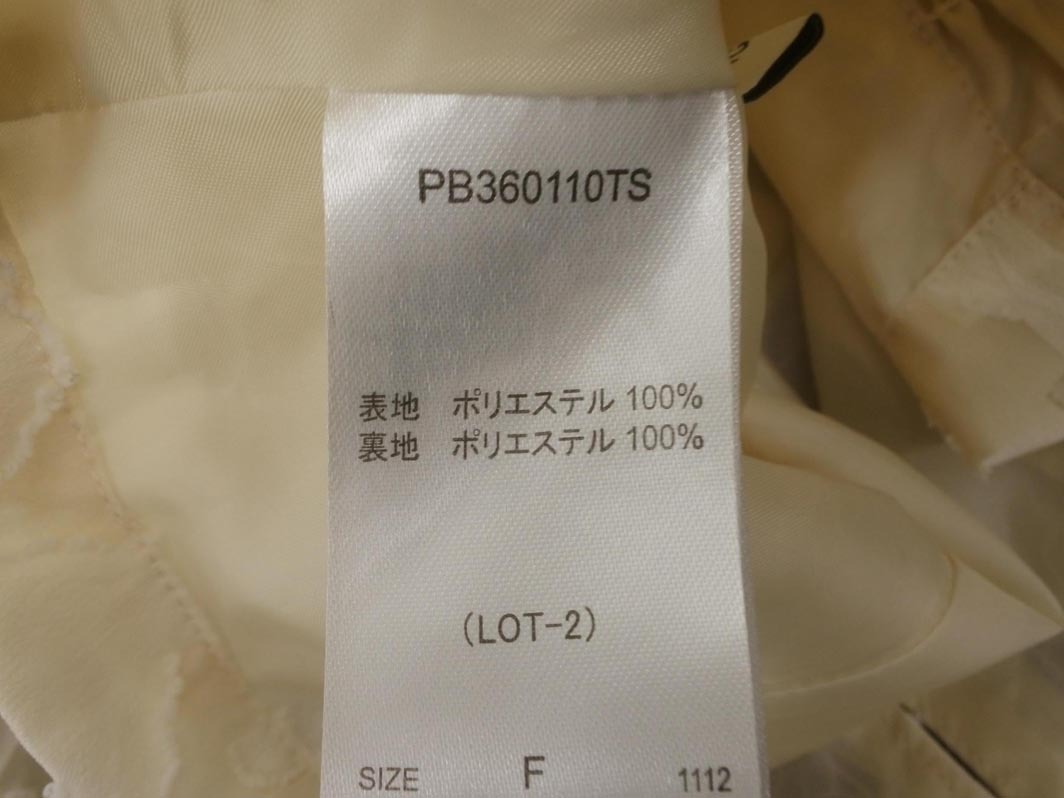 PB360110TS
表地 ポリエステル 100%
裏地 ポリエステル 100%
(LOT-2)
SIZE F 1112